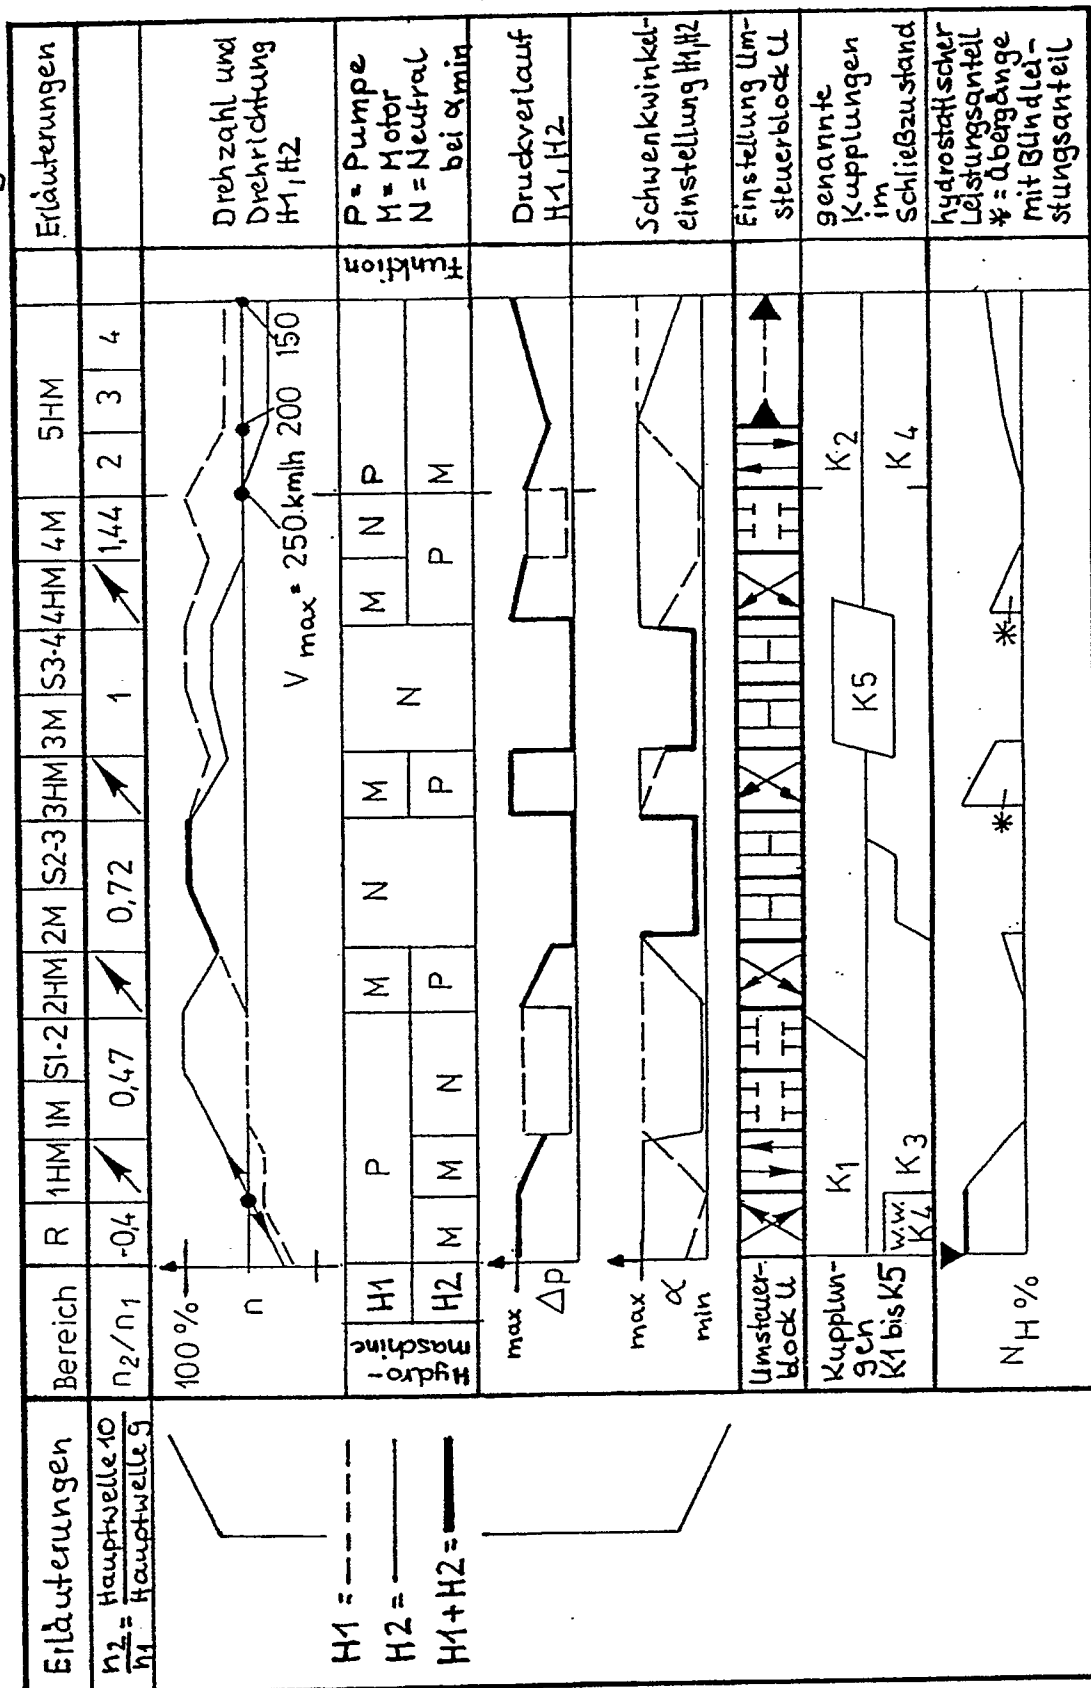 Erläuterungen
n2 = Hauptwelle 10
n1 Hauptwelle 9
H1 =
H2 =
H1+H2 =
Bereich
R
1HM
1M
S1-2
2HM
2M
S2-3
3HM
3M
S3-4
4HM
4M
5HM
Erläuterungen
n2/n1
-0,4
0,47
0,72
1
1,44
2
3
4
100 %
n
Vmax = 250 km/h 200 150
Drehzahl und
Drehrichtung
H1, H2
Hydro-
maschine
H1
H2
P
M
M
N
M
P
N
M
P
N
M
N
P
P
M
Funktion
P = Pumpe
M = Motor
N = Neutral
bei αmin
max
Δp
Druckverlauf
H1, H2
max
α
min
Schwenkwinkel-
einstellung H1, H2
Umsteuer-
block U
Einstellung Um-
steuerblock U
Kupplun-
gen
K1 bis K5
K1
w.w.
K4
K3
K5
K2
K4
genannte
Kupplungen
im
Schließzustand
NH %
*
*
hydrostatischer
Leistungsanteil
* = Übergänge
mit Blindlei-
stungsanteil